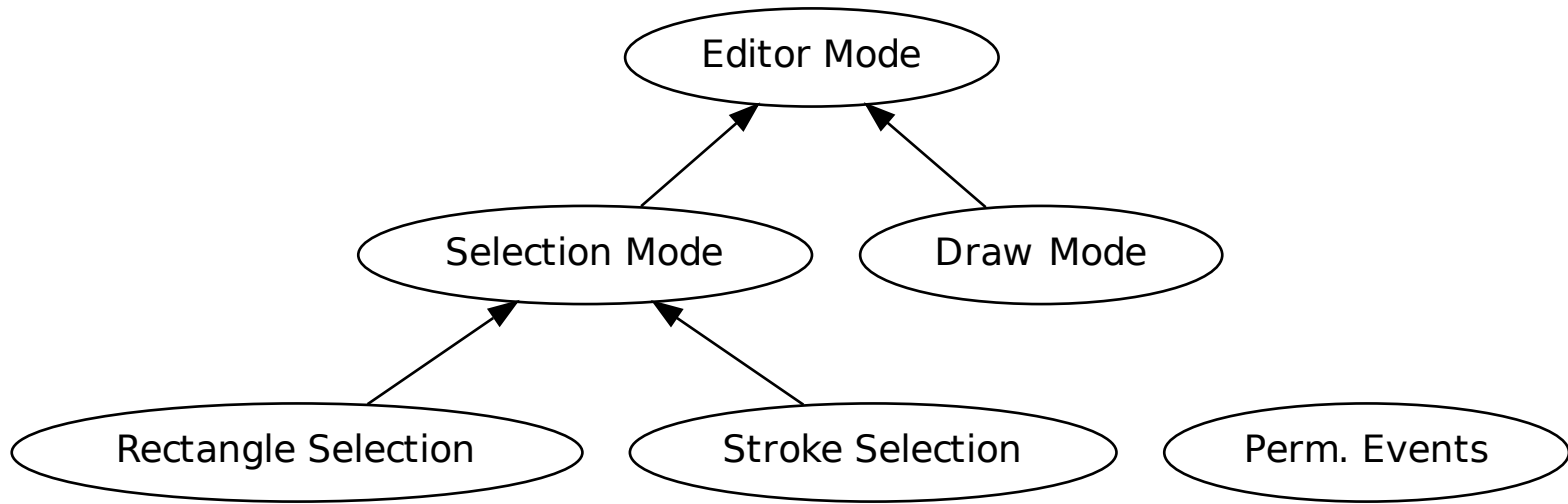 Editor Mode
Selection Mode
Draw Mode
Rectangle Selection
Stroke Selection
Perm. Events